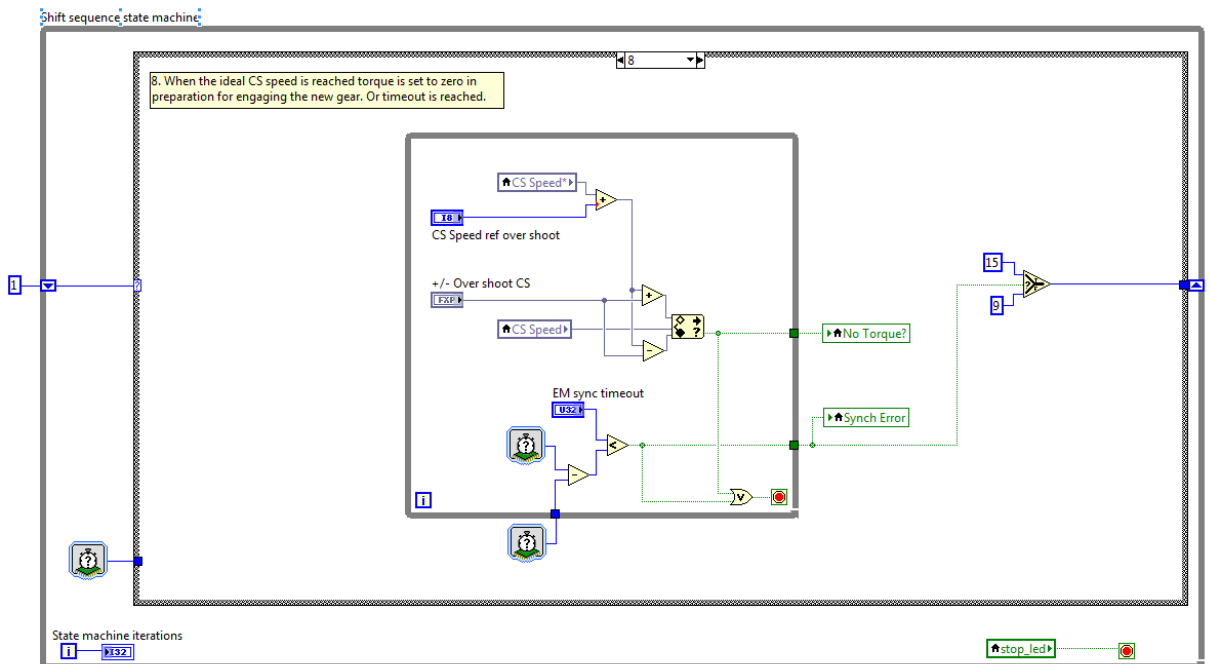 Shift sequence state machine
8
8. When the ideal CS speed is reached torque is set to zero in
preparation for engaging the new gear. Or timeout is reached.
CS Speed*
I8
CS Speed ref over shoot
+/- Over shoot CS
FXP
CS Speed
EM sync timeout
U32
i
1
?
15
9
No Torque?
Synch Error
State machine iterations
i
I32
stop_led